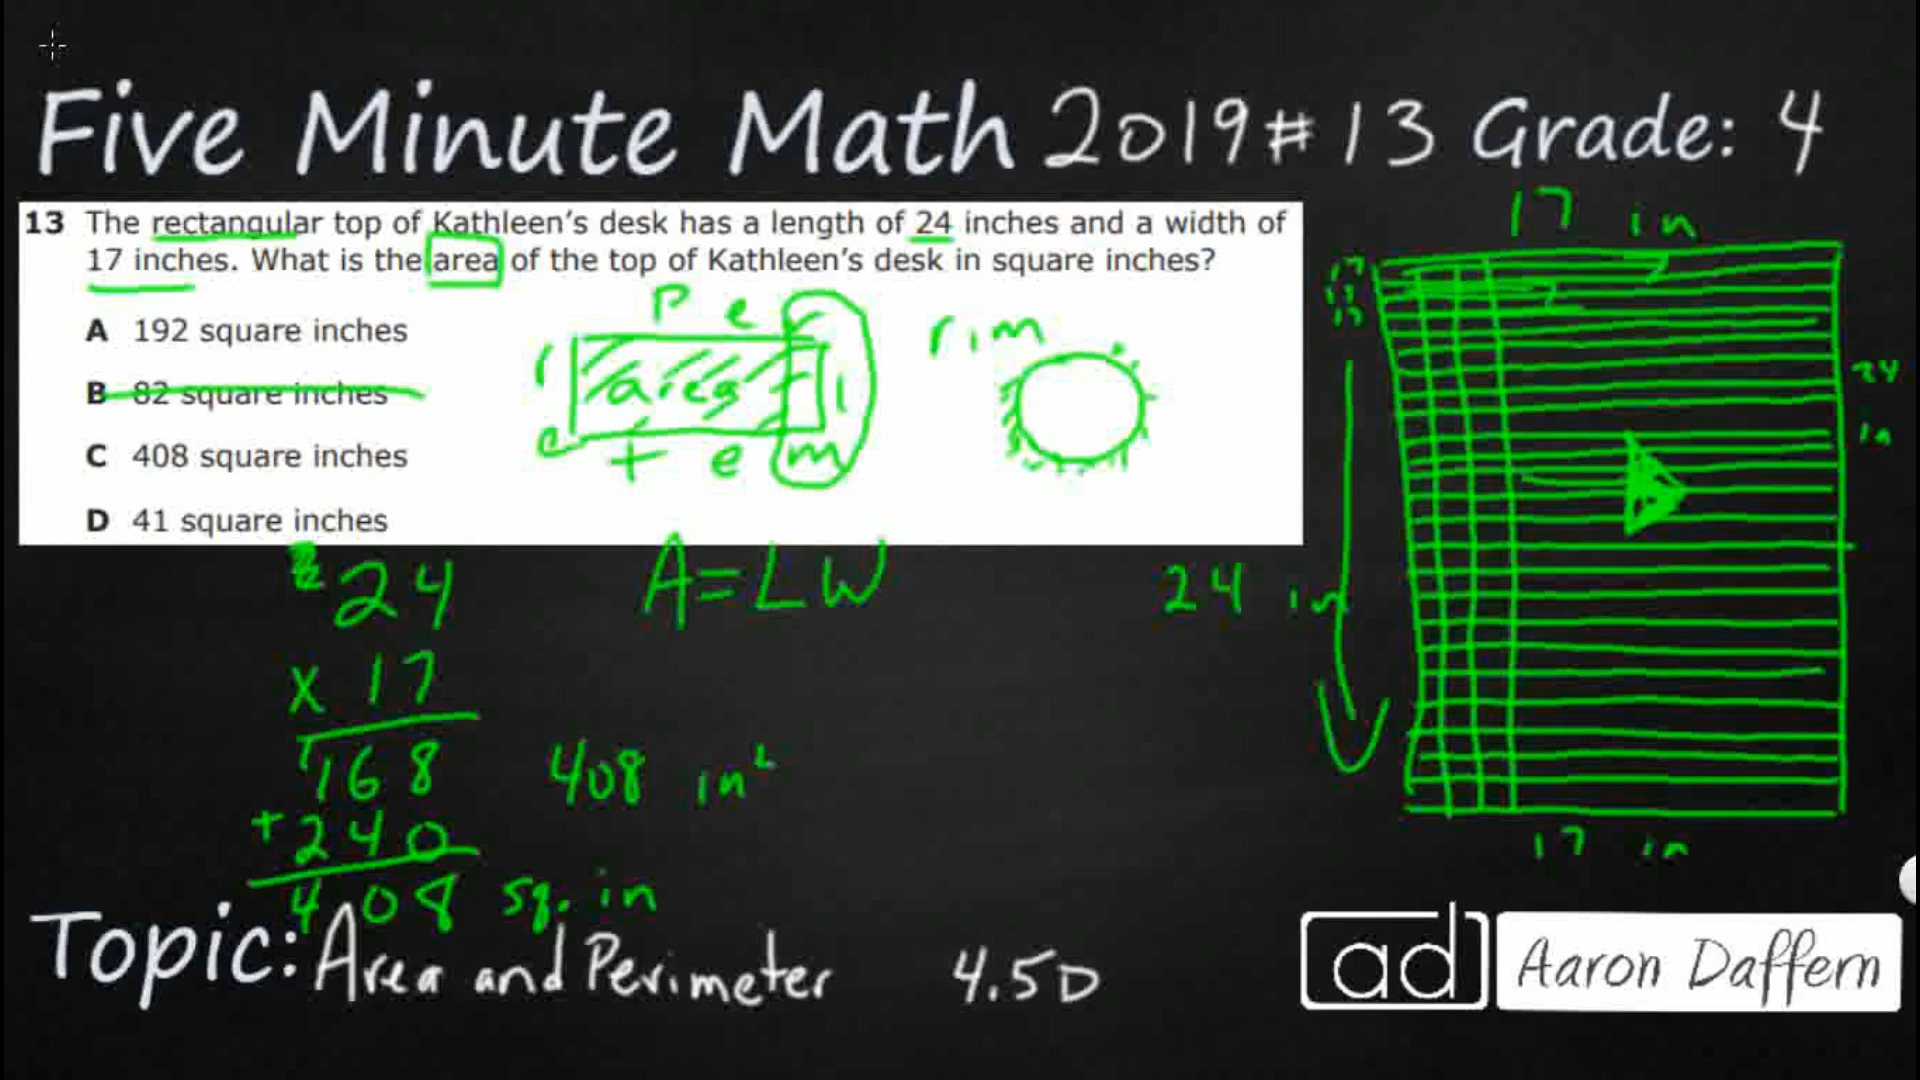 Five Minute Math 2019 #13 Grade: 4
13 The rectangular top of Kathleen's desk has a length of 24 inches and a width of
17 inches. What is the area of the top of Kathleen's desk in square inches?
A 192 square inches
B 82 square inches
C 408 square inches
D 41 square inches
P e r
i area i
e t e m
rim
17 in
17
17
17
24
in
24 in
17 in
24
x 17
168
+240
408 sq. in
A=LW
408 in²
Topic: Area and Perimeter 4.5D
ad Aaron Daffern